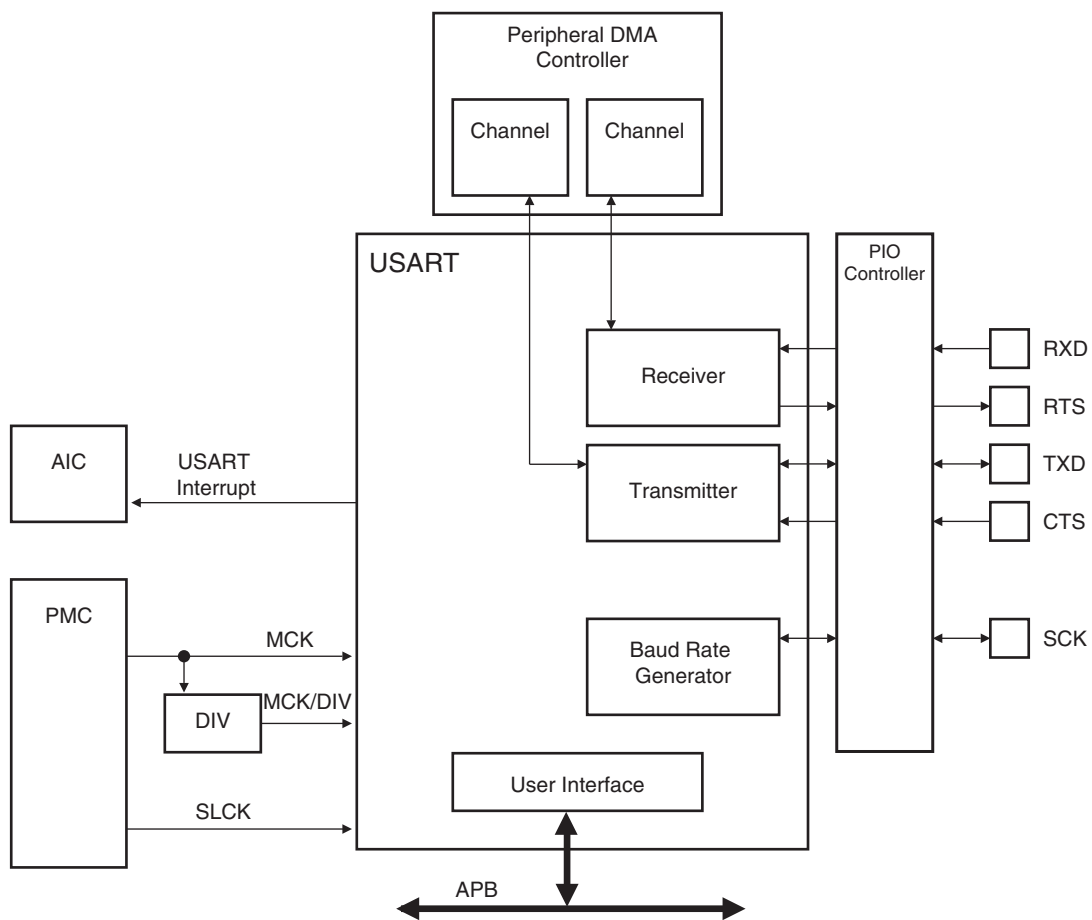 Peripheral DMA
Controller
Channel
Channel
USART
PIO
Controller
Receiver
RXD
RTS
AIC
USART
Interrupt
Transmitter
TXD
CTS
PMC
MCK
Baud Rate
Generator
SCK
MCK/DIV
DIV
User Interface
SLCK
APB